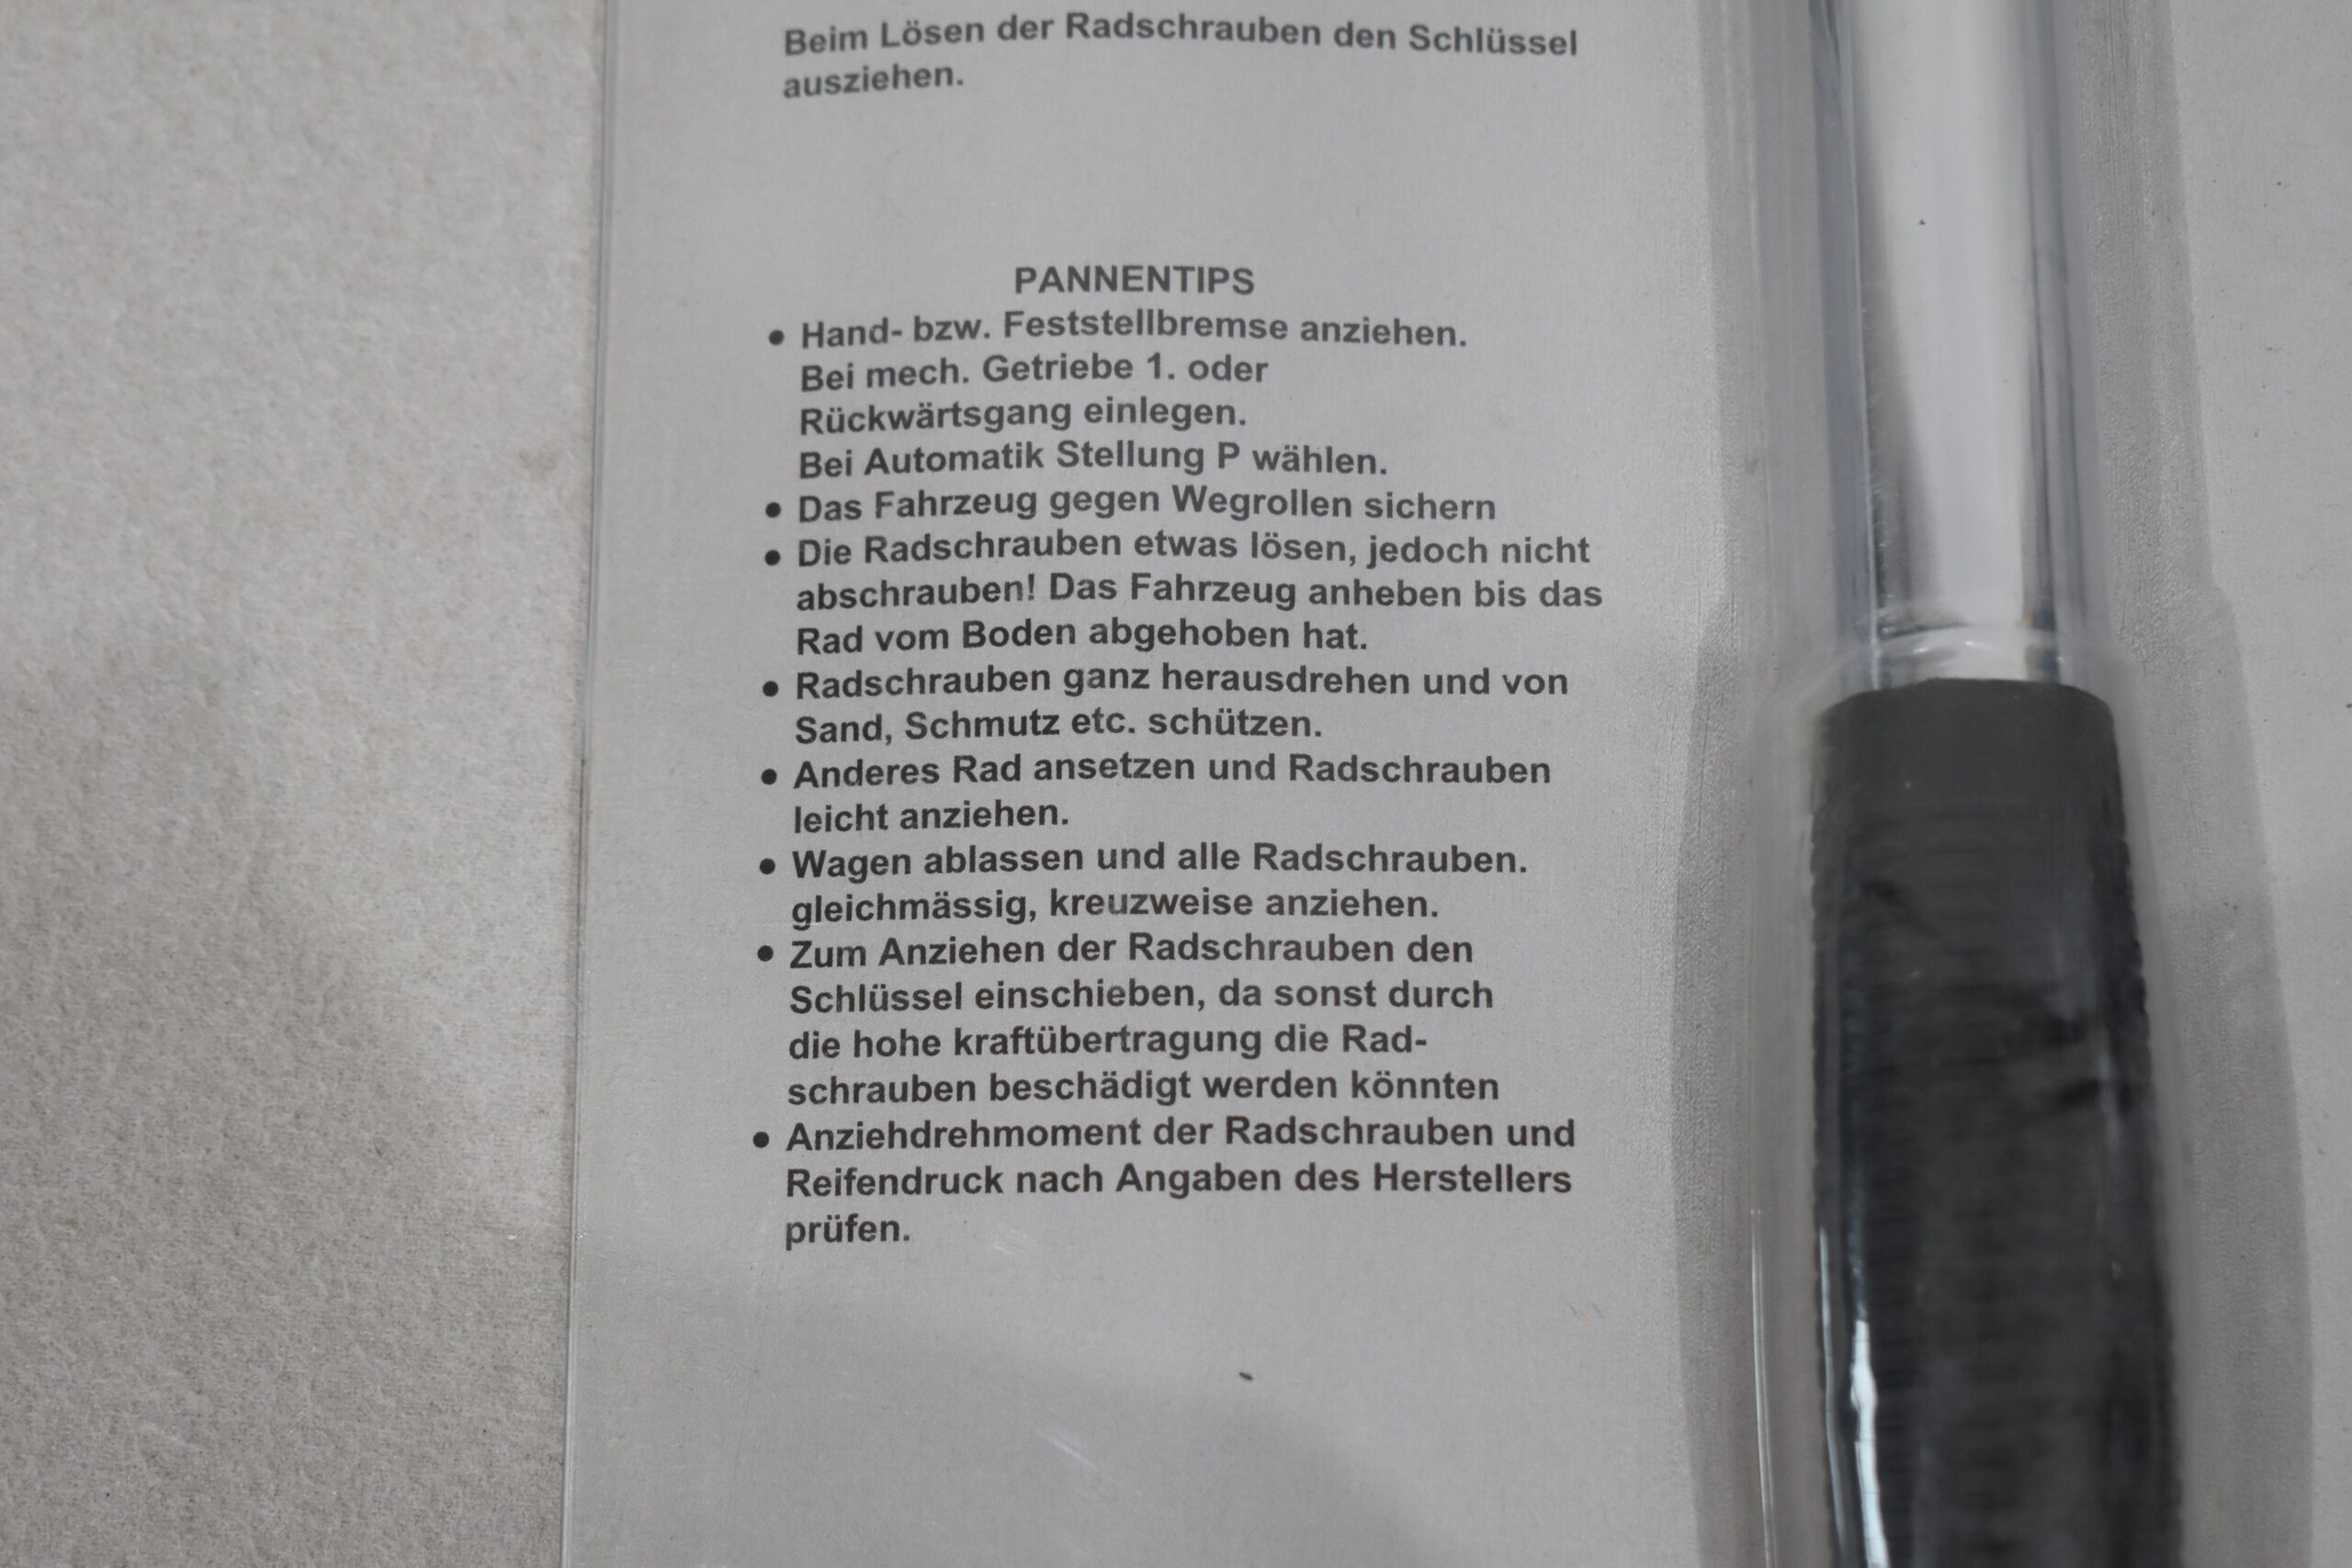 Beim Lösen der Radschrauben den Schlüssel
ausziehen.
PANNENTIPS
● Hand- bzw. Feststellbremse anziehen.
Bei mech. Getriebe 1. oder
Rückwärtsgang einlegen.
Bei Automatik Stellung P wählen.
● Das Fahrzeug gegen Wegrollen sichern
● Die Radschrauben etwas lösen, jedoch nicht
abschrauben! Das Fahrzeug anheben bis das
Rad vom Boden abgehoben hat.
● Radschrauben ganz herausdrehen und von
Sand, Schmutz etc. schützen.
● Anderes Rad ansetzen und Radschrauben
leicht anziehen.
● Wagen ablassen und alle Radschrauben.
gleichmässig, kreuzweise anziehen.
● Zum Anziehen der Radschrauben den
Schlüssel einschieben, da sonst durch
die hohe kraftübertragung die Rad-
schrauben beschädigt werden könnten
● Anziehdrehmoment der Radschrauben und
Reifendruck nach Angaben des Herstellers
prüfen.